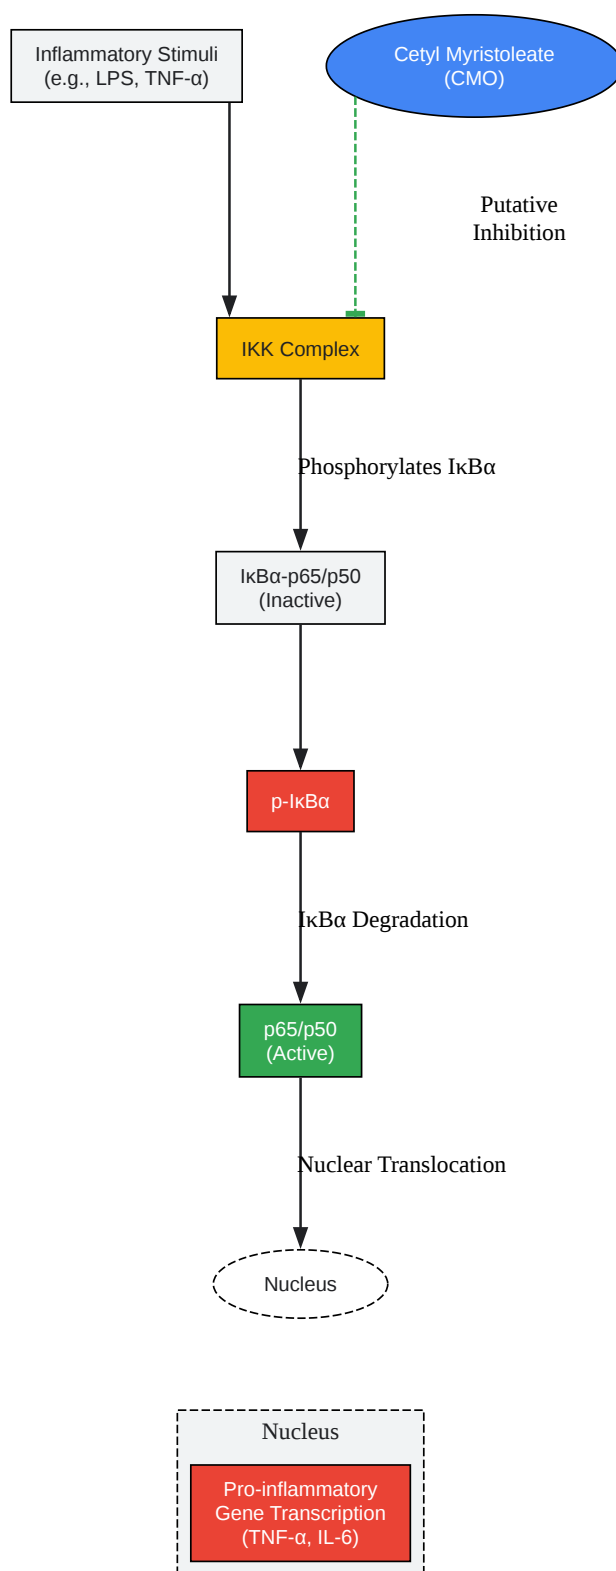 Inflammatory Stimuli
(e.g., LPS, TNF-α)
Cetyl Myristoleate
(CMO)
Putative
Inhibition
IKK Complex
Phosphorylates IκBα
IκBα-p65/p50
(Inactive)
p-IκBα
IκBα Degradation
p65/p50
(Active)
Nuclear Translocation
Nucleus
Nucleus
Pro-inflammatory
Gene Transcription
(TNF-α, IL-6)